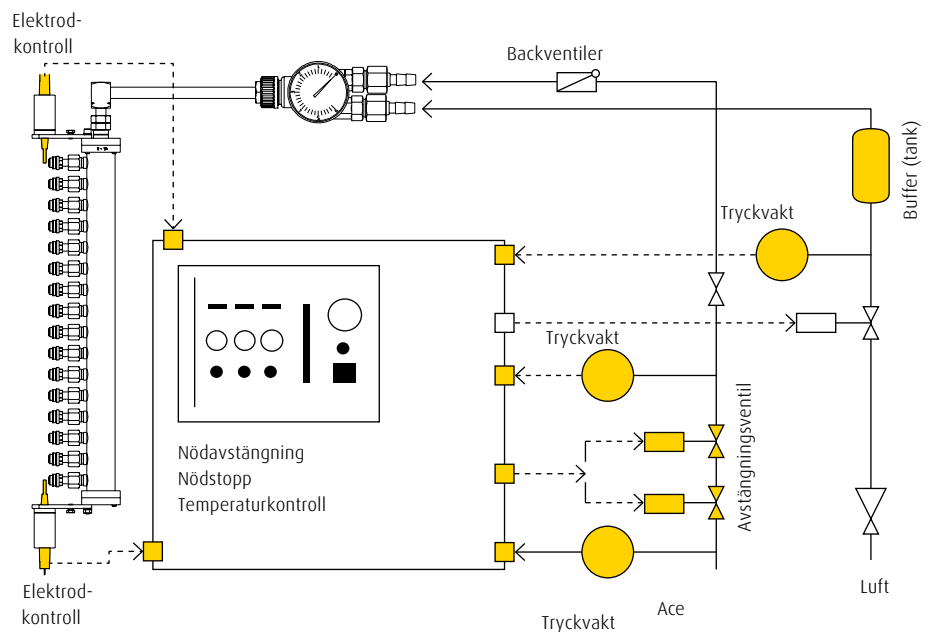 Elektrod-
kontroll
Backventiler
Buffer (tank)
Tryckvakt
Tryckvakt
Nödavstängning
Nödstopp
Temperaturkontroll
Avstängningsventil
Elektrod-
kontroll
Tryckvakt
Ace
Luft